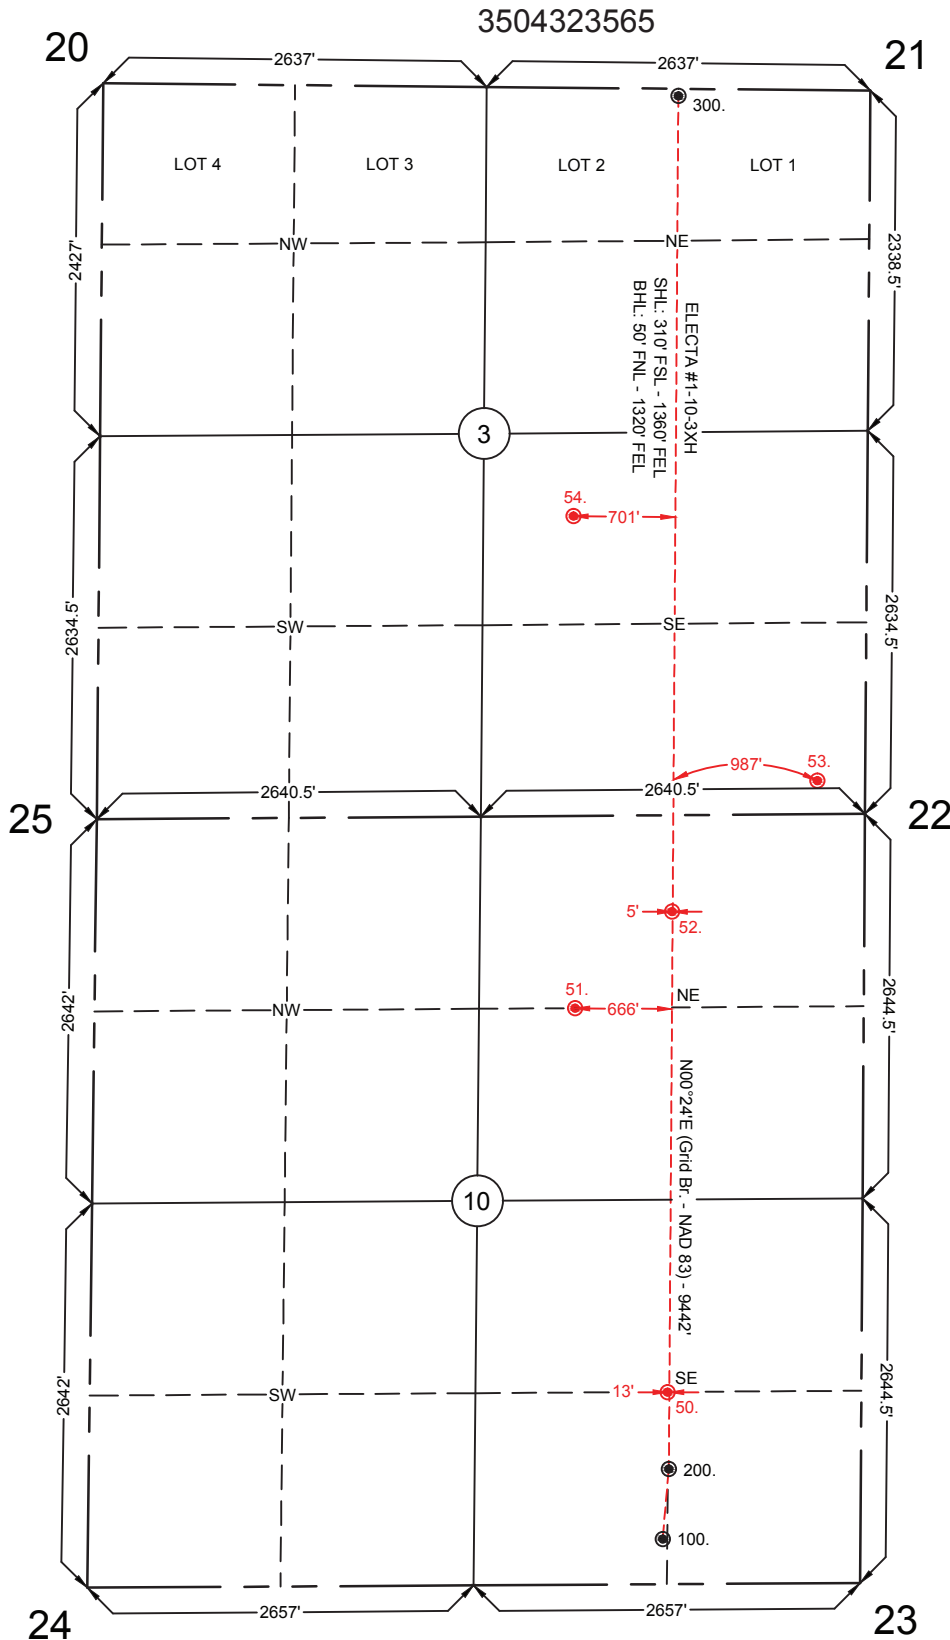 3504323565
20
2637'
2637'
21
300.
LOT 4
LOT 3
LOT 2
LOT 1
NW
NE
2427'
2338.5'
ELECTA #1-10-3XH
SHL: 310' FSL - 1360' FEL
BHL: 50' FNL - 1320' FEL
3
54.
701'
2634.5'
SW
SE
2634.5'
987'
53.
2640.5'
2640.5'
25
22
5'
52.
51.
666'
NW
NE
2642'
2644.5'
N00°24'E (Grid Br. - NAD 83) - 9442'
10
2642'
SW
SE
2644.5'
13'
50.
200.
100.
2657'
2657'
24
23